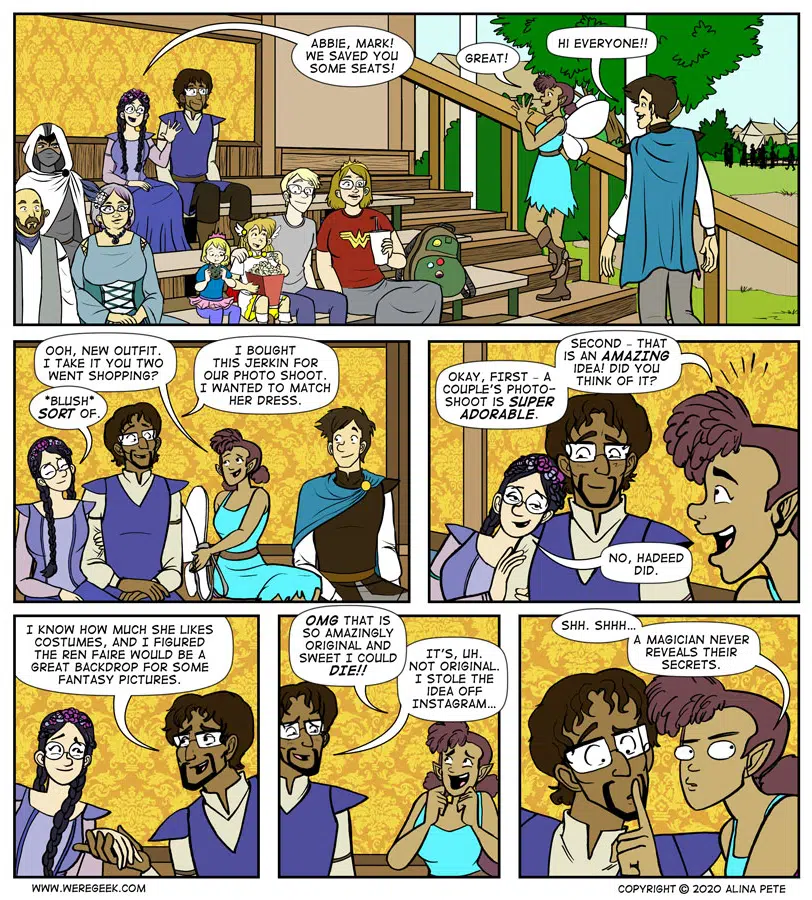 ABBIE, MARK!
WE SAVED YOU
SOME SEATS!
GREAT!
HI EVERYONE!!
OOH, NEW OUTFIT.
I TAKE IT YOU TWO
WENT SHOPPING?
*BLUSH*
SORT OF.
I BOUGHT
THIS JERKIN FOR
OUR PHOTO SHOOT.
I WANTED TO MATCH
HER DRESS.
OKAY, FIRST - A
COUPLE'S PHOTO-
SHOOT IS SUPER
ADORABLE.
SECOND - THAT
IS AN AMAZING
IDEA! DID YOU
THINK OF IT?
NO, HADEED
DID.
I KNOW HOW MUCH SHE LIKES
COSTUMES, AND I FIGURED
THE REN FAIRE WOULD BE A
GREAT BACKDROP FOR SOME
FANTASY PICTURES.
OMG THAT IS
SO AMAZINGLY
ORIGINAL AND
SWEET I COULD
DIE!!
IT'S, UH.
NOT ORIGINAL.
I STOLE THE
IDEA OFF
INSTAGRAM...
SHH. SHHH...
A MAGICIAN NEVER
REVEALS THEIR
SECRETS.
WWW.WEREGEEK.COM
COPYRIGHT © 2020 ALINA PETE